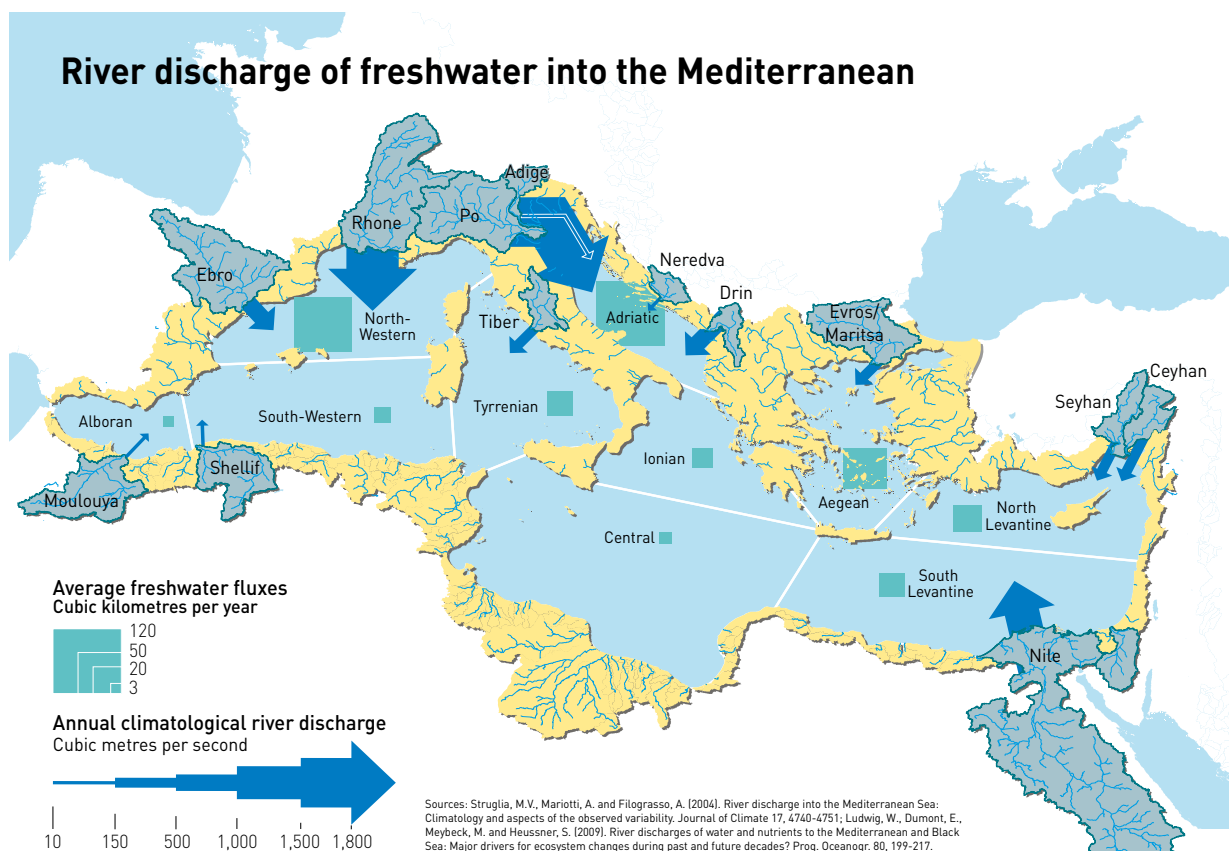 River discharge of freshwater into the Mediterranean
Adige
Rhone
Po
Neredva
Ebro
Drin
Tiber
North-
Western
Adriatic
Evros/
Maritsa
Ceyhan
Seyhan
Alboran
South-Western
Tyrrenian
Ionian
Shellif
Moulouya
Aegean
North
Levantine
Central
South
Levantine
Nile
Average freshwater fluxes
Cubic kilometres per year
120
50
20
3
Annual climatological river discharge
Cubic metres per second
10 150 500 1,000 1,500 1,800
Sources: Struglia, M.V., Mariotti, A. and Filograsso, A. (2004). River discharge into the Mediterranean Sea:
Climatology and aspects of the observed variability. Journal of Climate 17, 4740-4751; Ludwig, W., Dumont, E.,
Meybeck, M. and Heussner, S. (2009). River discharges of water and nutrients to the Mediterranean and Black
Sea: Major drivers for ecosystem changes during past and future decades? Prog. Oceanogr. 80, 199-217.